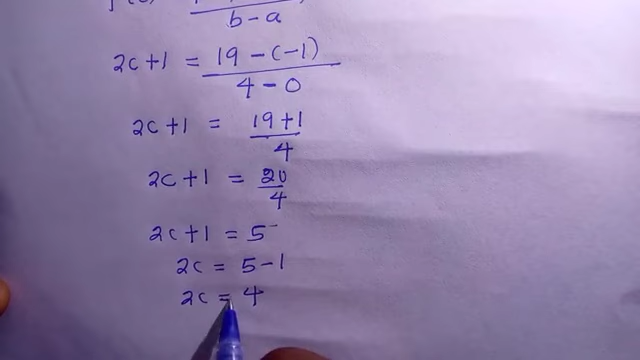 b - a
2c + 1 = 19 - (-1) / 4 - 0
2c + 1 = 19 + 1 / 4
2c + 1 = 20 / 4
2c + 1 = 5
2c = 5 - 1
2c = 4